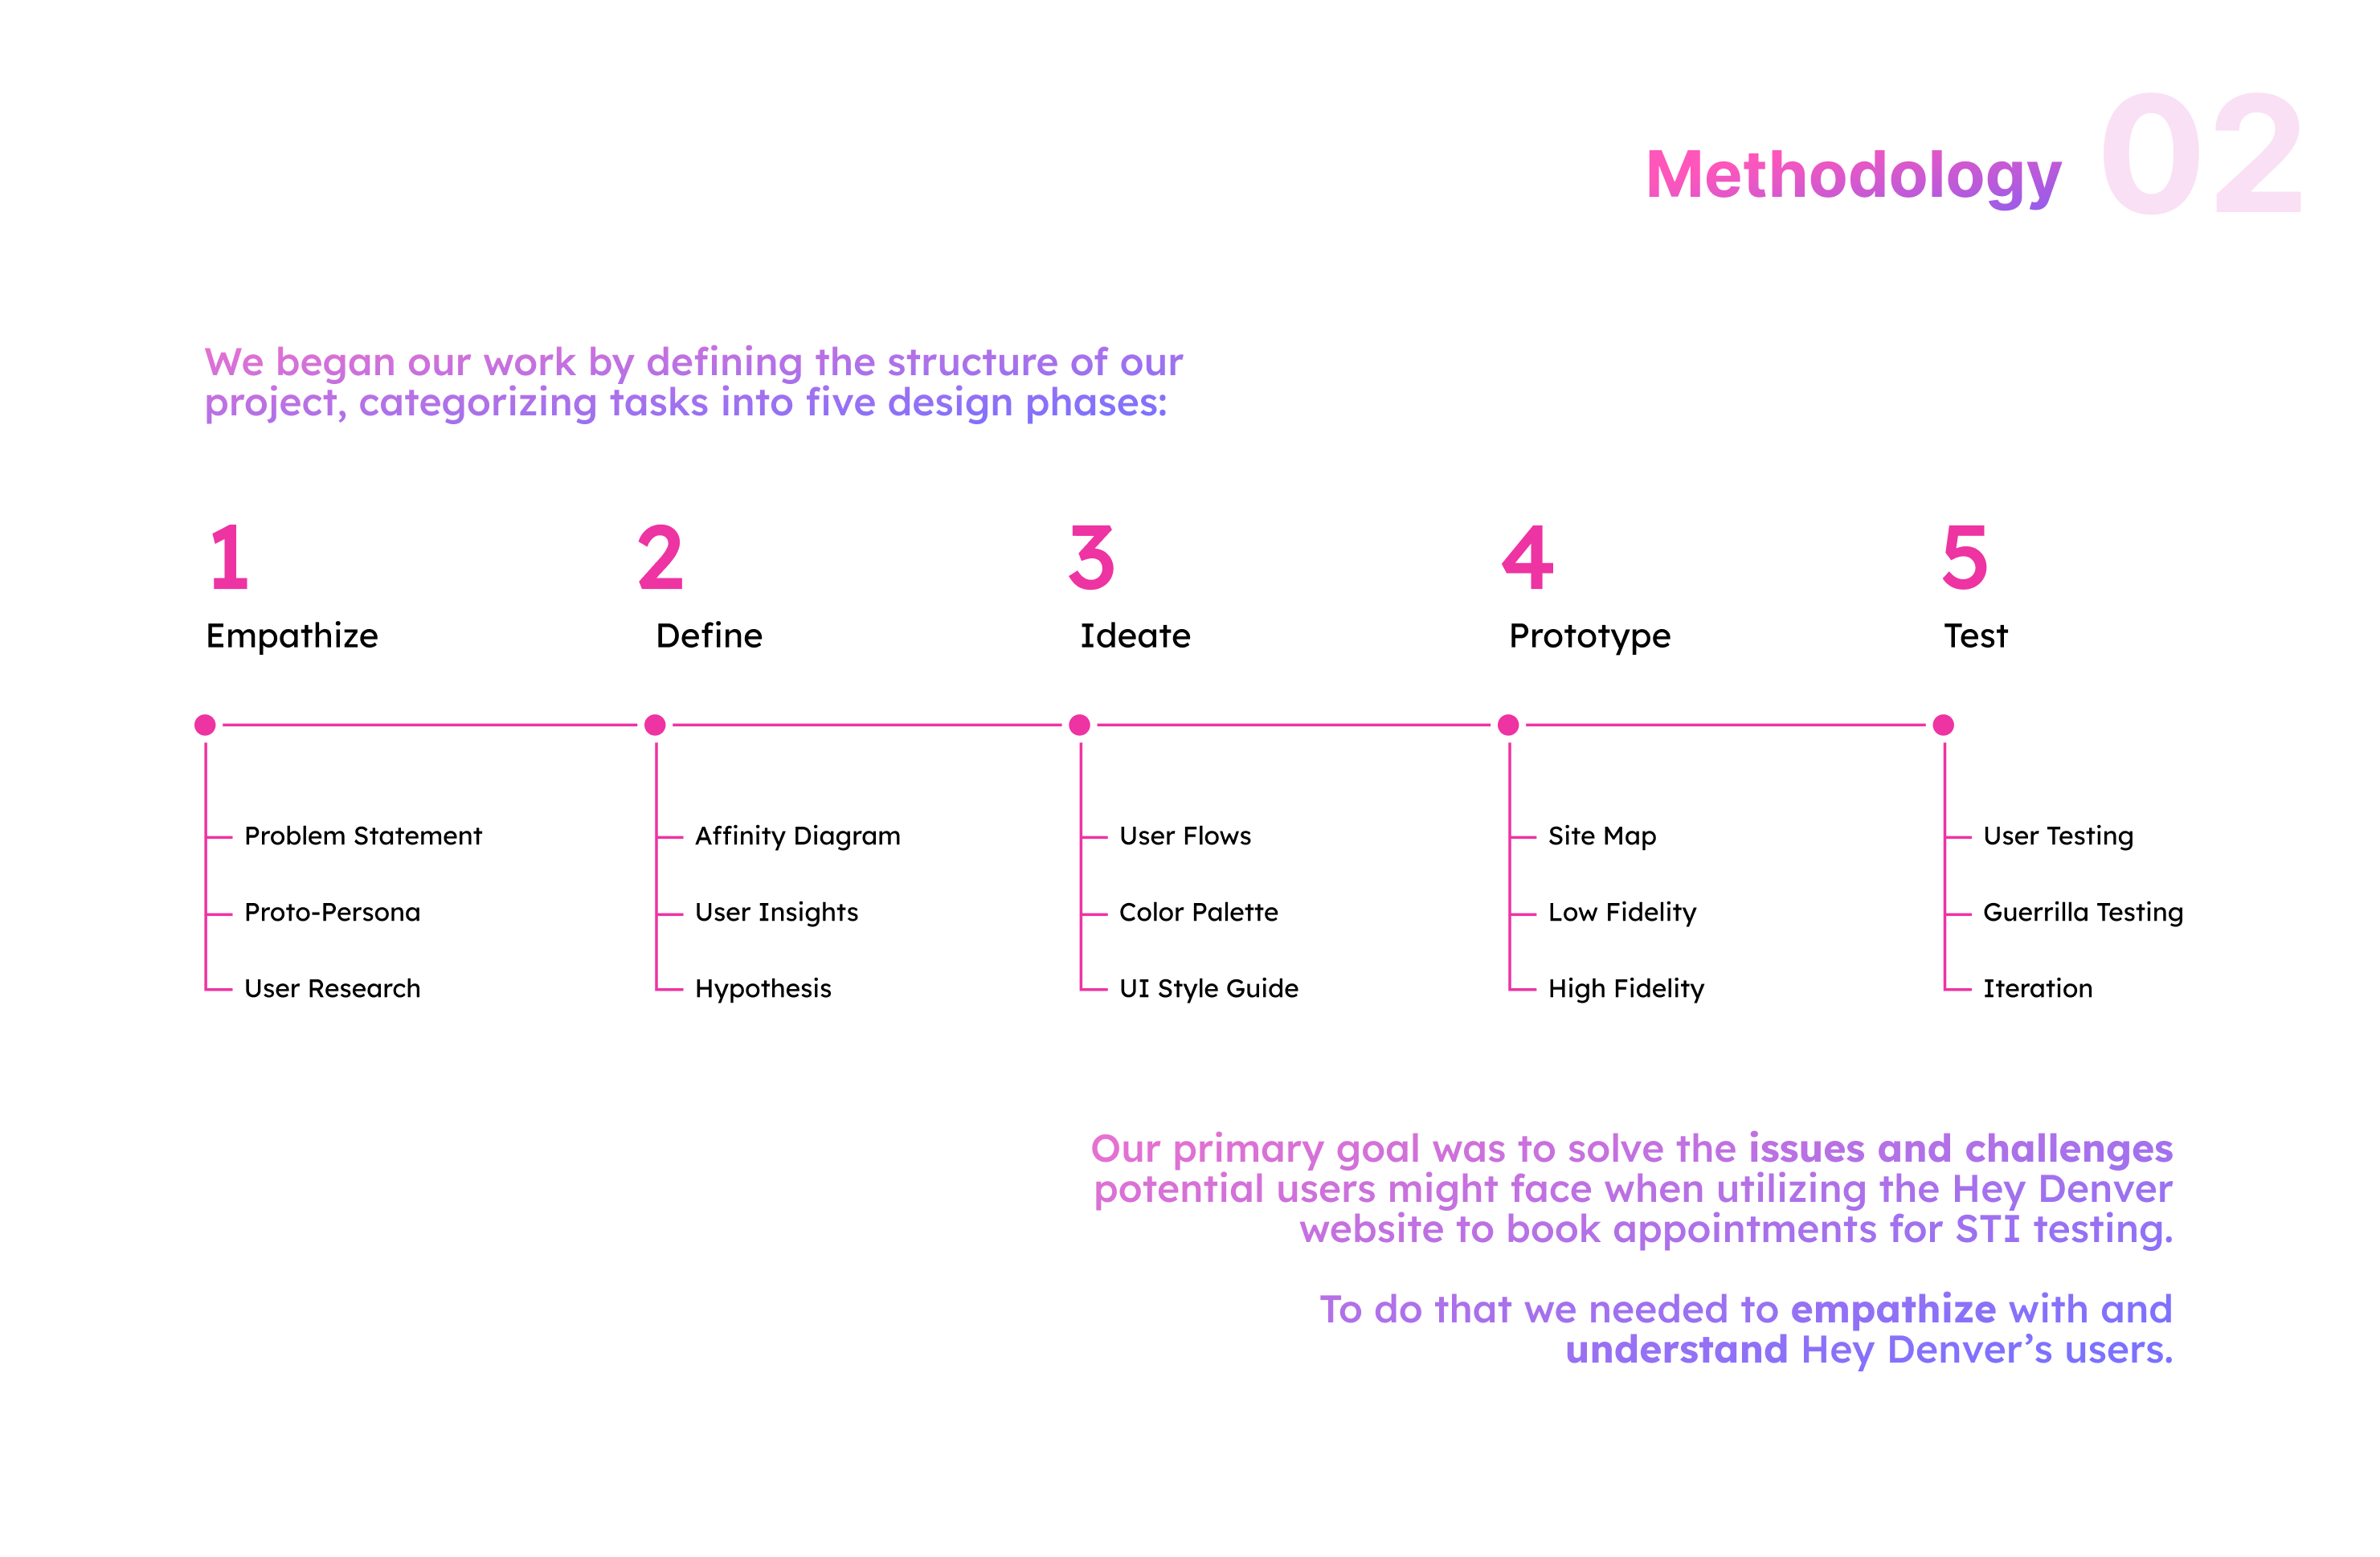 Methodology 02
We began our work by defining the structure of our
project, categorizing tasks into five design phases:
1
Empathize
Problem Statement
Proto-Persona
User Research
2
Define
Affinity Diagram
User Insights
Hypothesis
3
Ideate
User Flows
Color Palette
UI Style Guide
4
Prototype
Site Map
Low Fidelity
High Fidelity
5
Test
User Testing
Guerrilla Testing
Iteration
Our primary goal was to solve the issues and challenges
potential users might face when utilizing the Hey Denver
website to book appointments for STI testing.
To do that we needed to empathize with and
understand Hey Denver’s users.